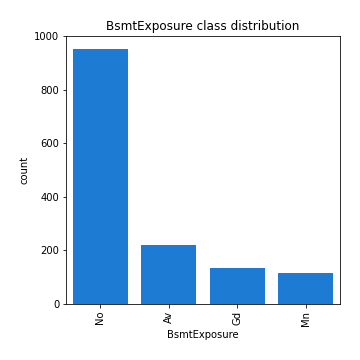 BsmtExposure class distribution
1000
800
600
400
200
0
count
No
Av
Gd
Mn
BsmtExposure